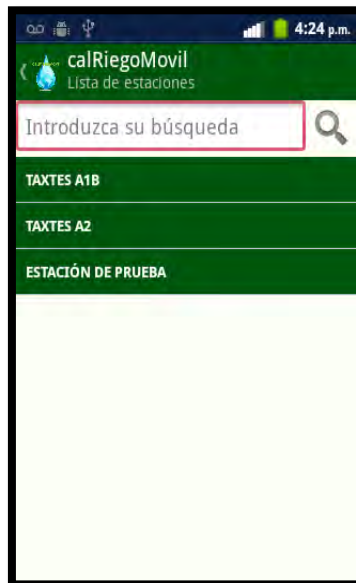 4:24 p.m.
calRiegoMovil
Lista de estaciones
Introduzca su búsqueda
TAXTES A1B
TAXTES A2
ESTACIÓN DE PRUEBA